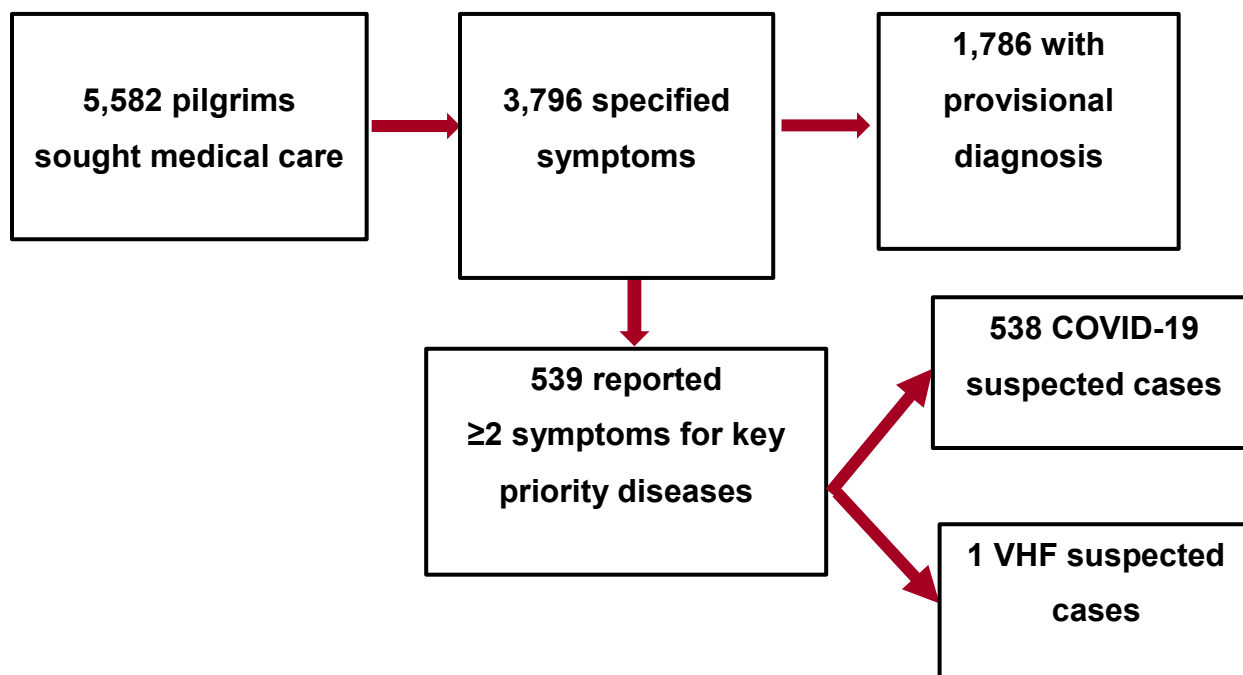 5,582 pilgrims
sought medical care
3,796 specified
symptoms
1,786 with
provisional
diagnosis
539 reported
≥2 symptoms for key
priority diseases
538 COVID-19
suspected cases
1 VHF suspected
cases